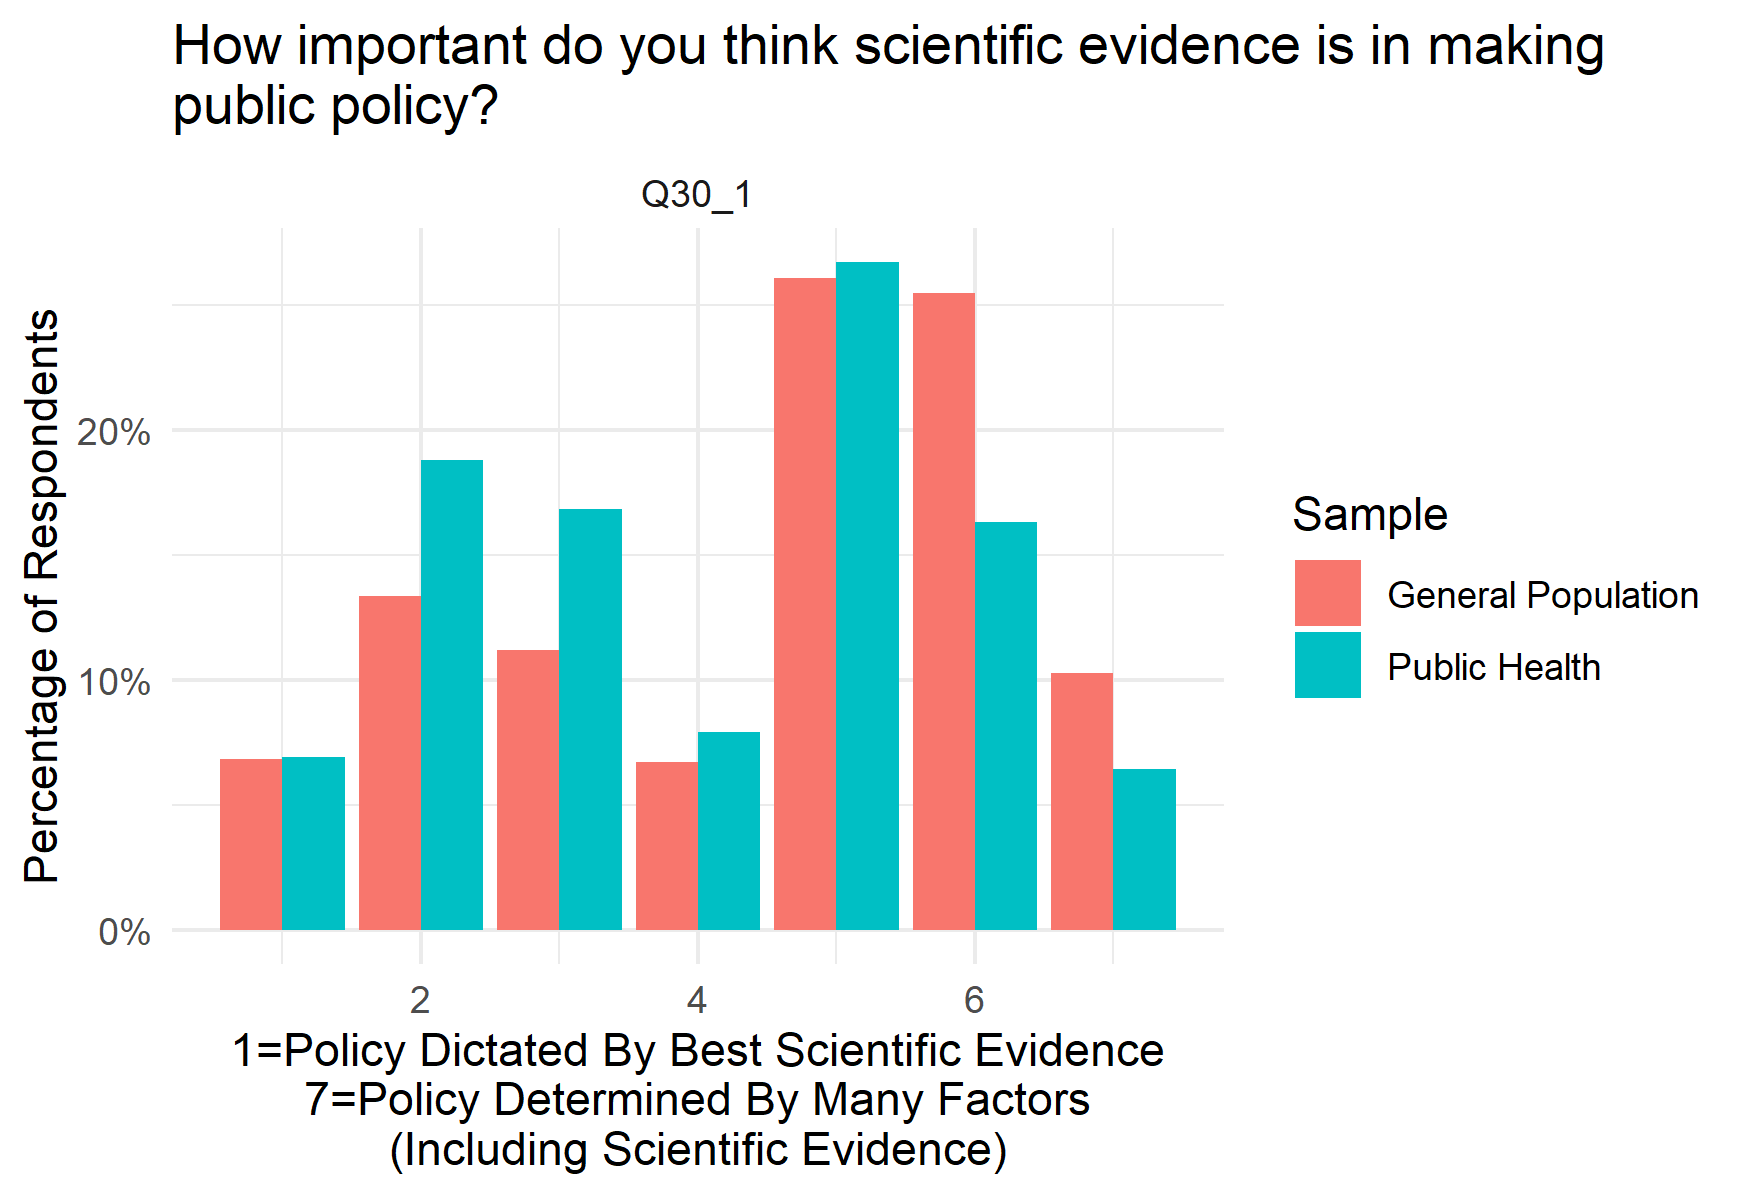 How important do you think scientific evidence is in making
public policy?
Q30_1
Percentage of Respondents
20%
10%
0%
2
4
6
1=Policy Dictated By Best Scientific Evidence
7=Policy Determined By Many Factors
(Including Scientific Evidence)
Sample
General Population
Public Health